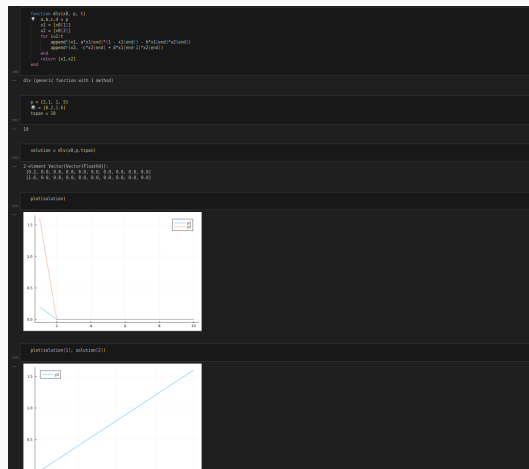 function dlv(x0, p, t)
a,b,c,d = p
x1 = [x0[1]]
x2 = [x0[2]]
for i=2:t
append!(x1, a*x1[end]*(1 - x1[end]) - b*x1[end]*x2[end])
append!(x2, -c*x2[end] + d*x1[end]*x2[end])
end
return [x1,x2]
end
dlv (generic function with 1 method)
= [0.2,1.6]
tspan = 10
10
solution = dlv(x0,p,tspan)
2-element Vector{Vector{Float64}}:
[0.2, 0.0, 0.0, 0.0, 0.0, 0.0, 0.0, 0.0, 0.0, 0.0]
[1.6, 0.0, 0.0, 0.0, 0.0, 0.0, 0.0, 0.0, 0.0, 0.0]
plot(solution)
y1
y2
1.5
1.0
0.5
0.0
2 4 6 8 10
plot(solution[1], solution[2])
y1
1.5
1.0
0.5